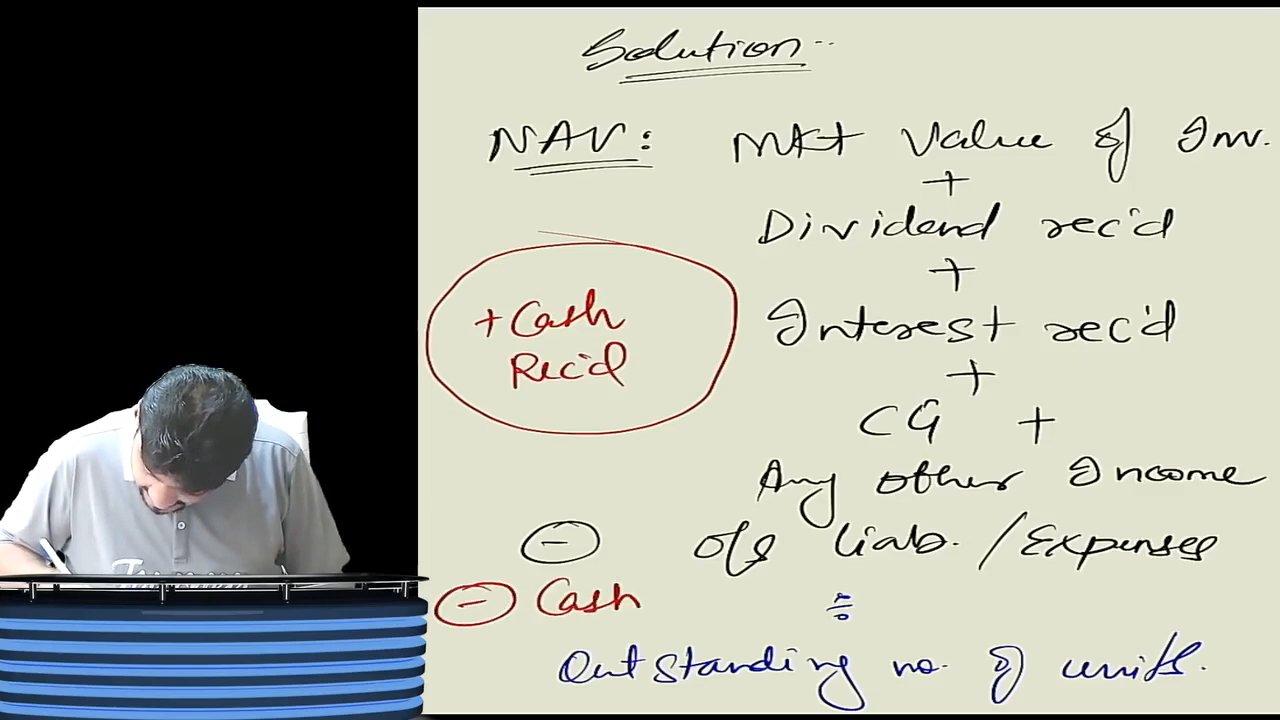 Solution..
NAV: Mkt Value of Inv.
+
Dividend rec'd
+
+ Cash
Rec'd
Interest rec'd
+
CG +
Any other Income
(-) o/s liab. / Expenses
(-) Cash ÷
Outstanding no. of units.